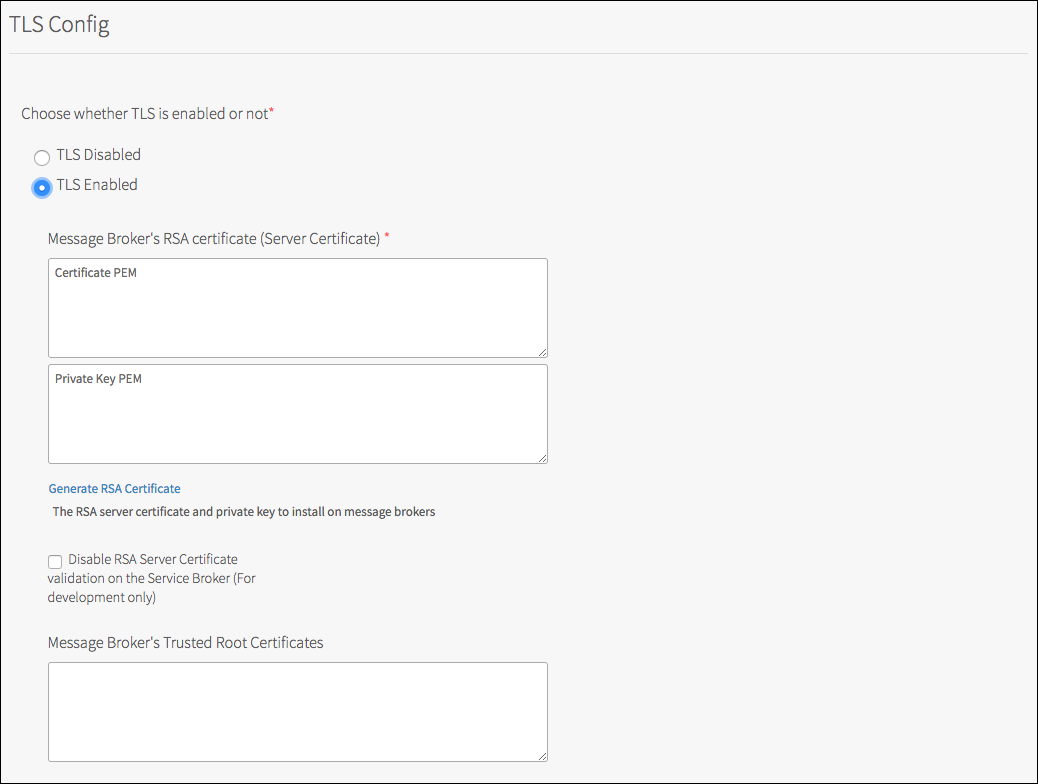 TLS Config
Choose whether TLS is enabled or not*
TLS Disabled
TLS Enabled
Message Broker's RSA certificate (Server Certificate) *
Certificate PEM
Private Key PEM
Generate RSA Certificate
The RSA server certificate and private key to install on message brokers
Disable RSA Server Certificate
validation on the Service Broker (For
development only)
Message Broker's Trusted Root Certificates